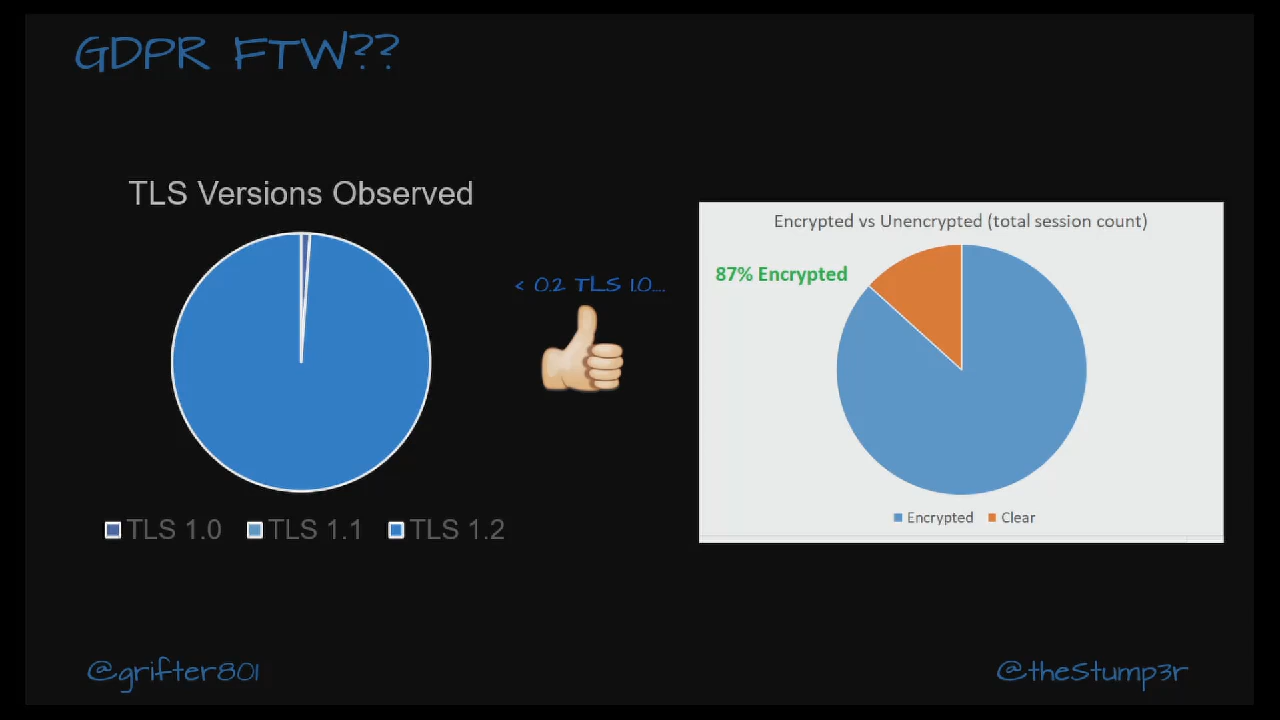 GDPR FTW??
TLS Versions Observed
TLS 1.0 TLS 1.1 TLS 1.2
< 0.2 TLS 1.0....
Encrypted vs Unencrypted (total session count)
87% Encrypted
Encrypted Clear
@grifter801
@theStump3r